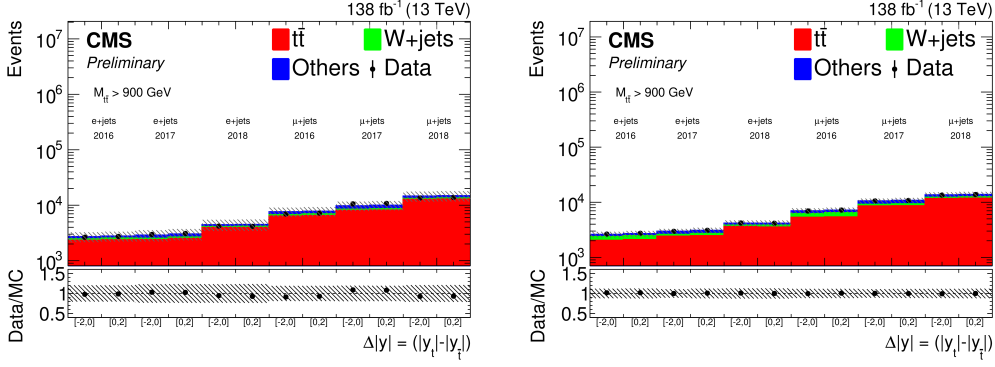 138 fb⁻¹ (13 TeV)
Events
CMS
Preliminary
tt̄
W+jets
Others
Data
M_tt̄ > 900 GeV
e+jets e+jets e+jets μ+jets μ+jets μ+jets
2016 2017 2018 2016 2017 2018
10⁷
10⁶
10⁵
10⁴
10³
Data/MC
1.5
1
0.5
[-2,0] [0,2] [-2,0] [0,2] [-2,0] [0,2] [-2,0] [0,2] [-2,0] [0,2] [-2,0] [0,2]
Δ|y| = (|y_t|-|y_t̄|)
138 fb⁻¹ (13 TeV)
Events
CMS
Preliminary
tt̄
W+jets
Others
Data
M_tt̄ > 900 GeV
e+jets e+jets e+jets μ+jets μ+jets μ+jets
2016 2017 2018 2016 2017 2018
10⁷
10⁶
10⁵
10⁴
10³
Data/MC
1.5
1
0.5
[-2,0] [0,2] [-2,0] [0,2] [-2,0] [0,2] [-2,0] [0,2] [-2,0] [0,2] [-2,0] [0,2]
Δ|y| = (|y_t|-|y_t̄|)